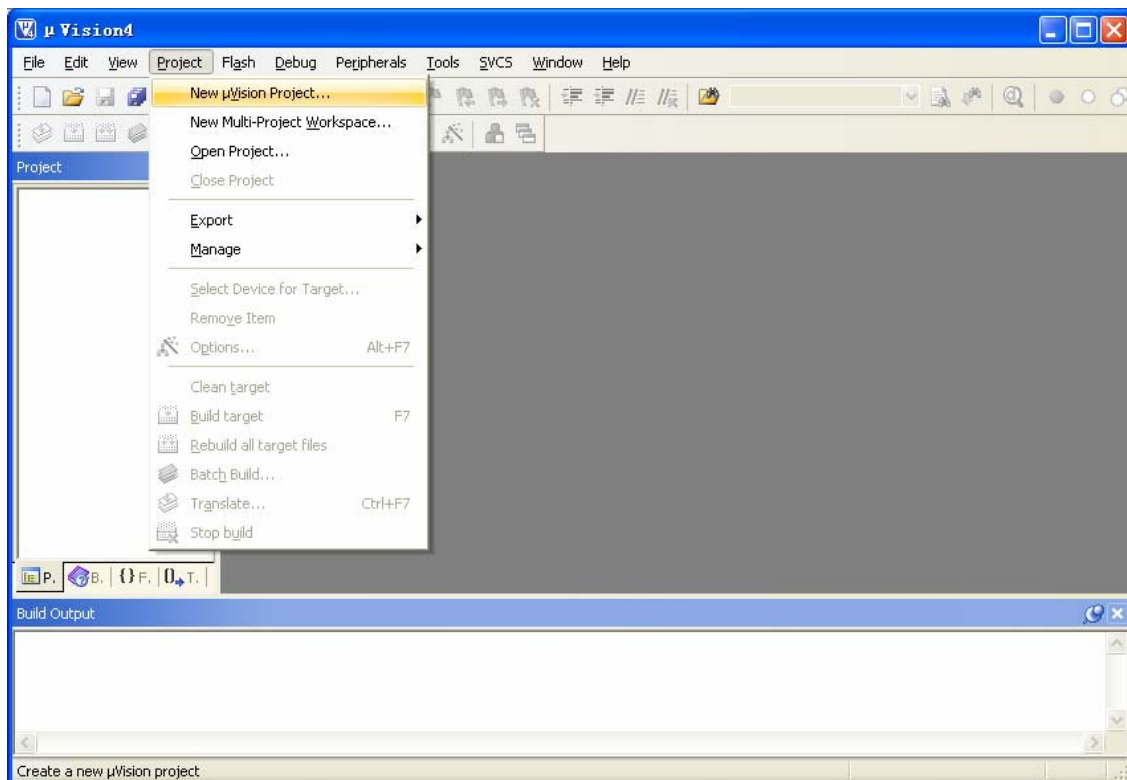 µ Vision4
File Edit View Project Flash Debug Peripherals Tools SVCS Window Help
New µVision Project...
New Multi-Project Workspace...
Project
Open Project...
Close Project
Export
Manage
Select Device for Target...
Remove Item
Options... Alt+F7
Clean target
Build target F7
Rebuild all target files
Batch Build...
Translate... Ctrl+F7
Stop build
P. B. {} F. 0 T.
Build Output
Create a new µVision project